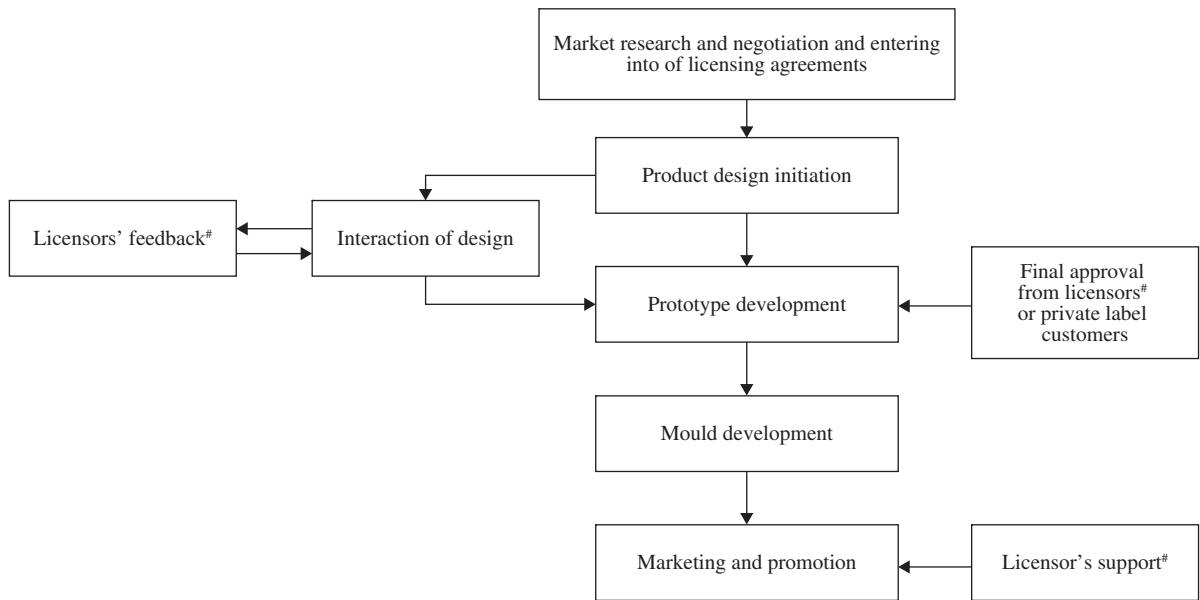 Market research and negotiation and entering
into of licensing agreements
Product design initiation
Licensors’ feedback#
Interaction of design
Prototype development
Final approval
from licensors#
or private label
customers
Mould development
Marketing and promotion
Licensor’s support#